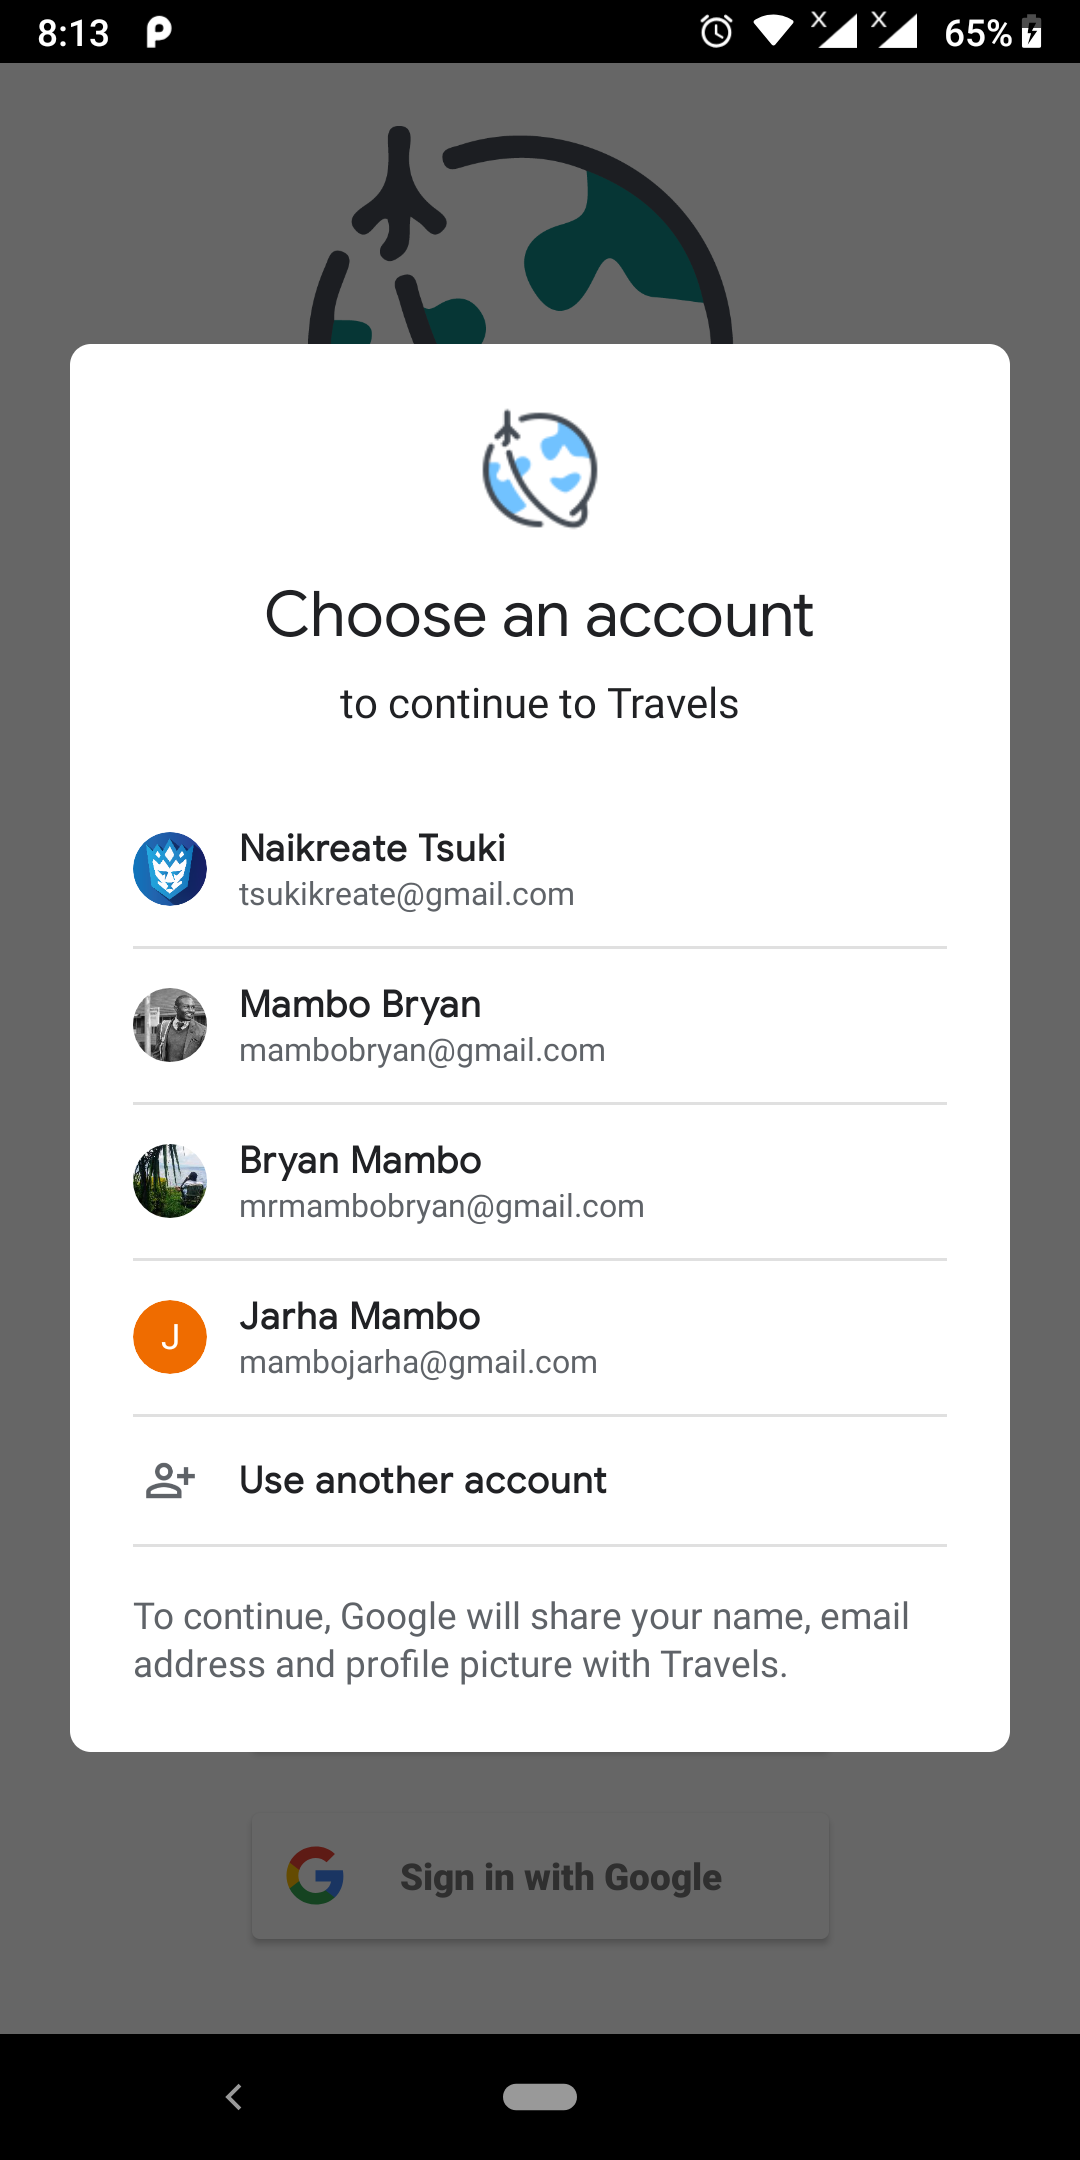 8:13
65%
Choose an account
to continue to Travels
Naikreate Tsuki
tsukikreate@gmail.com
Mambo Bryan
mambobryan@gmail.com
Bryan Mambo
mrmambobryan@gmail.com
J
Jarha Mambo
mambojarha@gmail.com
Use another account
To continue, Google will share your name, email
address and profile picture with Travels.
Sign in with Google